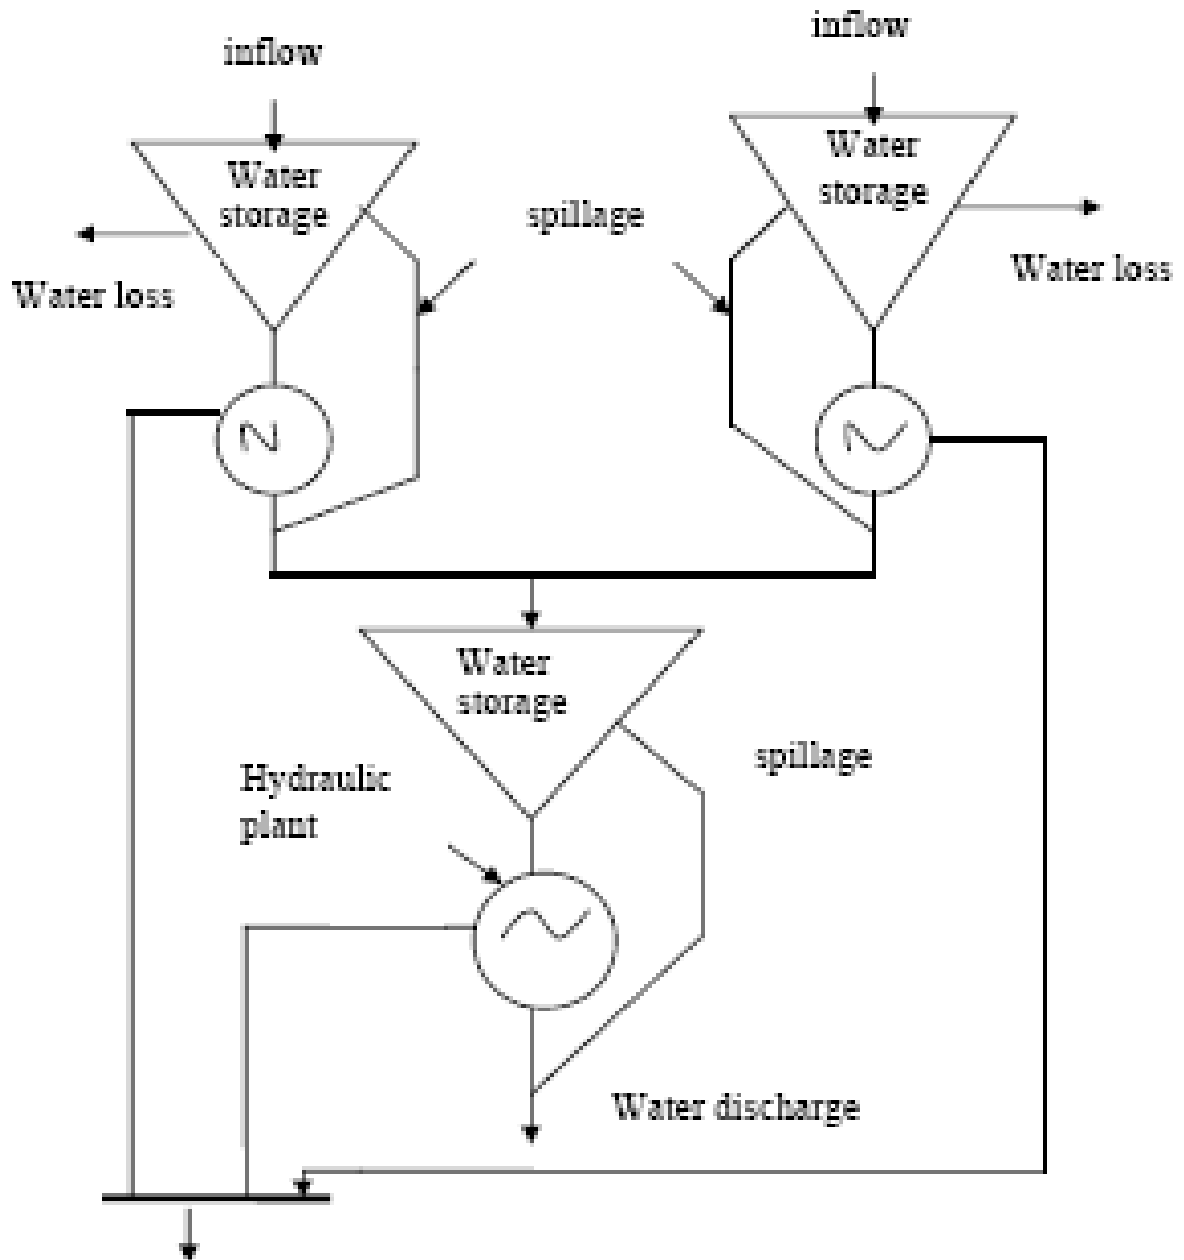 inflow
inflow
Water
storage
Water
storage
spillage
Water loss
Water loss
Water
storage
spillage
Hydraulic
plant
Water discharge